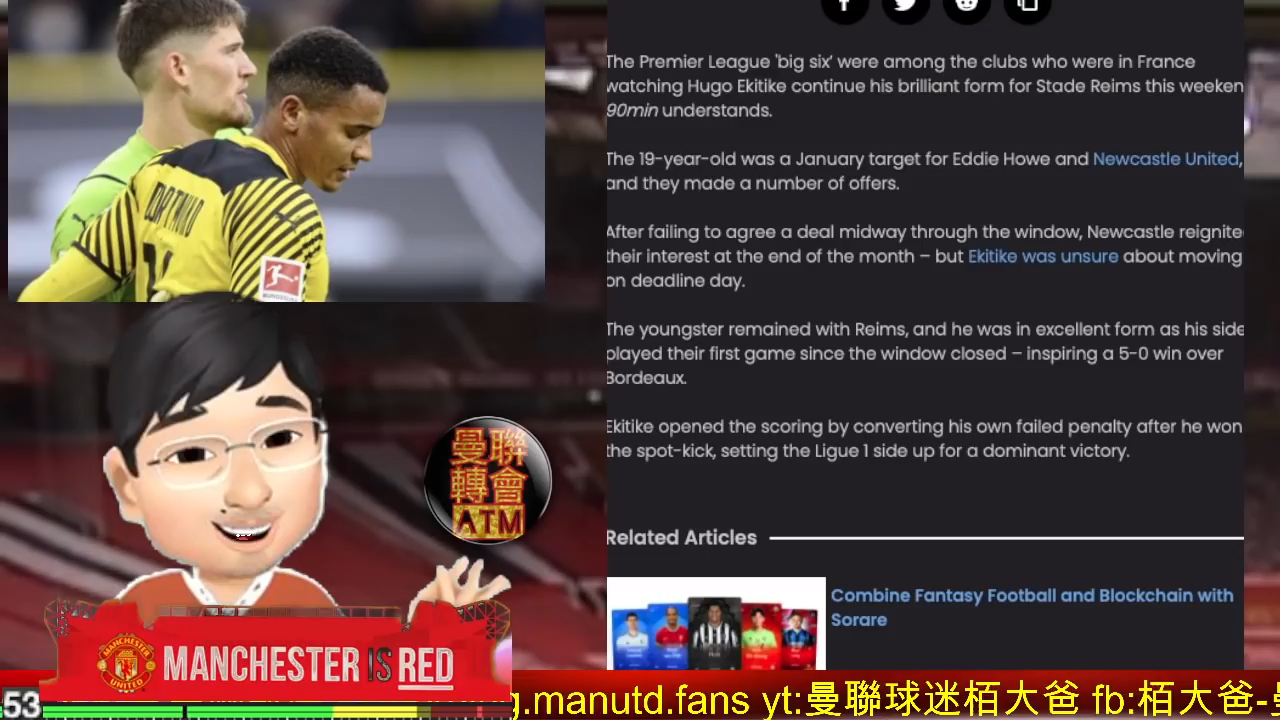 The Premier League 'big six' were among the clubs who were in France
watching Hugo Ekitike continue his brilliant form for Stade Reims this weeken
90min understands.
The 19-year-old was a January target for Eddie Howe and Newcastle United,
and they made a number of offers.
After failing to agree a deal midway through the window, Newcastle reignite
their interest at the end of the month – but Ekitike was unsure about moving
on deadline day.
The youngster remained with Reims, and he was in excellent form as his side
played their first game since the window closed – inspiring a 5-0 win over
Bordeaux.
Ekitike opened the scoring by converting his own failed penalty after he won
the spot-kick, setting the Ligue 1 side up for a dominant victory.
Related Articles
Combine Fantasy Football and Blockchain with
Sorare
DORTMUND
曼聯
轉會
ATM
MANCHESTER
UNITED
MANCHESTER IS RED
53
g.manutd.fans yt:曼聯球迷栢大爸 fb:栢大爸-